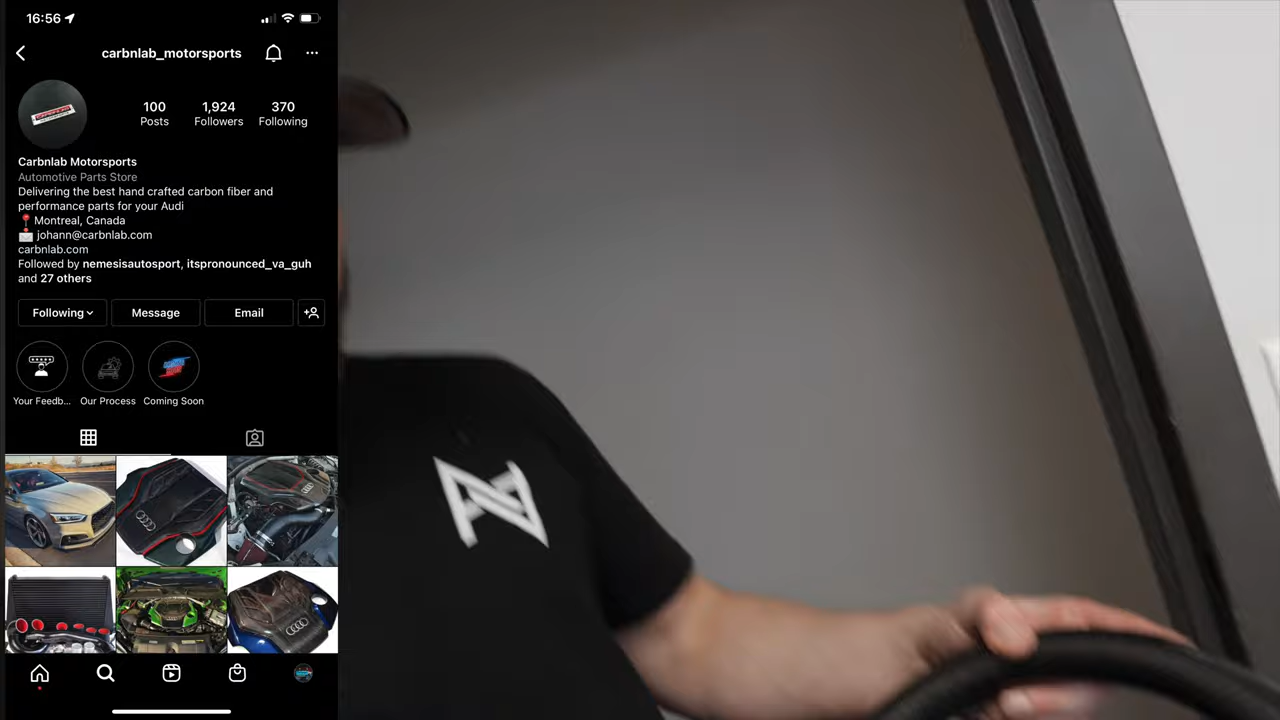 16:56
carbnlab_motorsports
100
Posts
1,924
Followers
370
Following
Carbnlab Motorsports
Automotive Parts Store
Delivering the best hand crafted carbon fiber and
performance parts for your Audi
📍Montreal, Canada
📩 johann@carbnlab.com
carbnlab.com
Followed by nemesisautosport, itspronounced_va_guh
and 27 others
Following
Message
Email
Your Feedb...
Our Process
Coming Soon